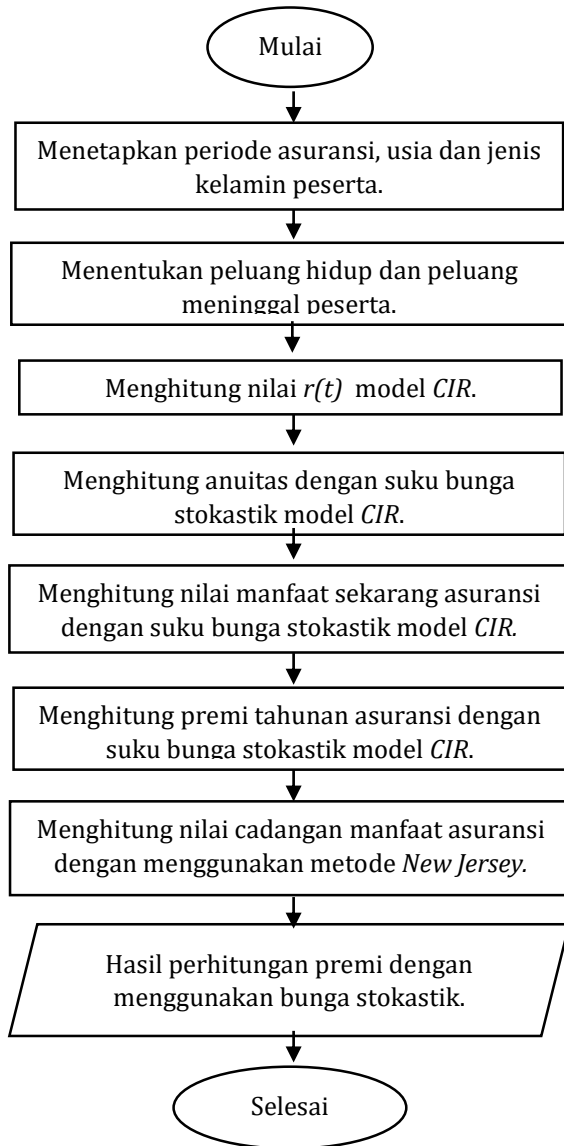 Mulai
Menetapkan periode asuransi, usia dan jenis
kelamin peserta.
Menentukan peluang hidup dan peluang
meninggal peserta.
Menghitung nilai r(t) model CIR.
Menghitung anuitas dengan suku bunga
stokastik model CIR.
Menghitung nilai manfaat sekarang asuransi
dengan suku bunga stokastik model CIR.
Menghitung premi tahunan asuransi dengan
suku bunga stokastik model CIR.
Menghitung nilai cadangan manfaat asuransi
dengan menggunakan metode New Jersey.
Hasil perhitungan premi dengan
menggunakan bunga stokastik.
Selesai